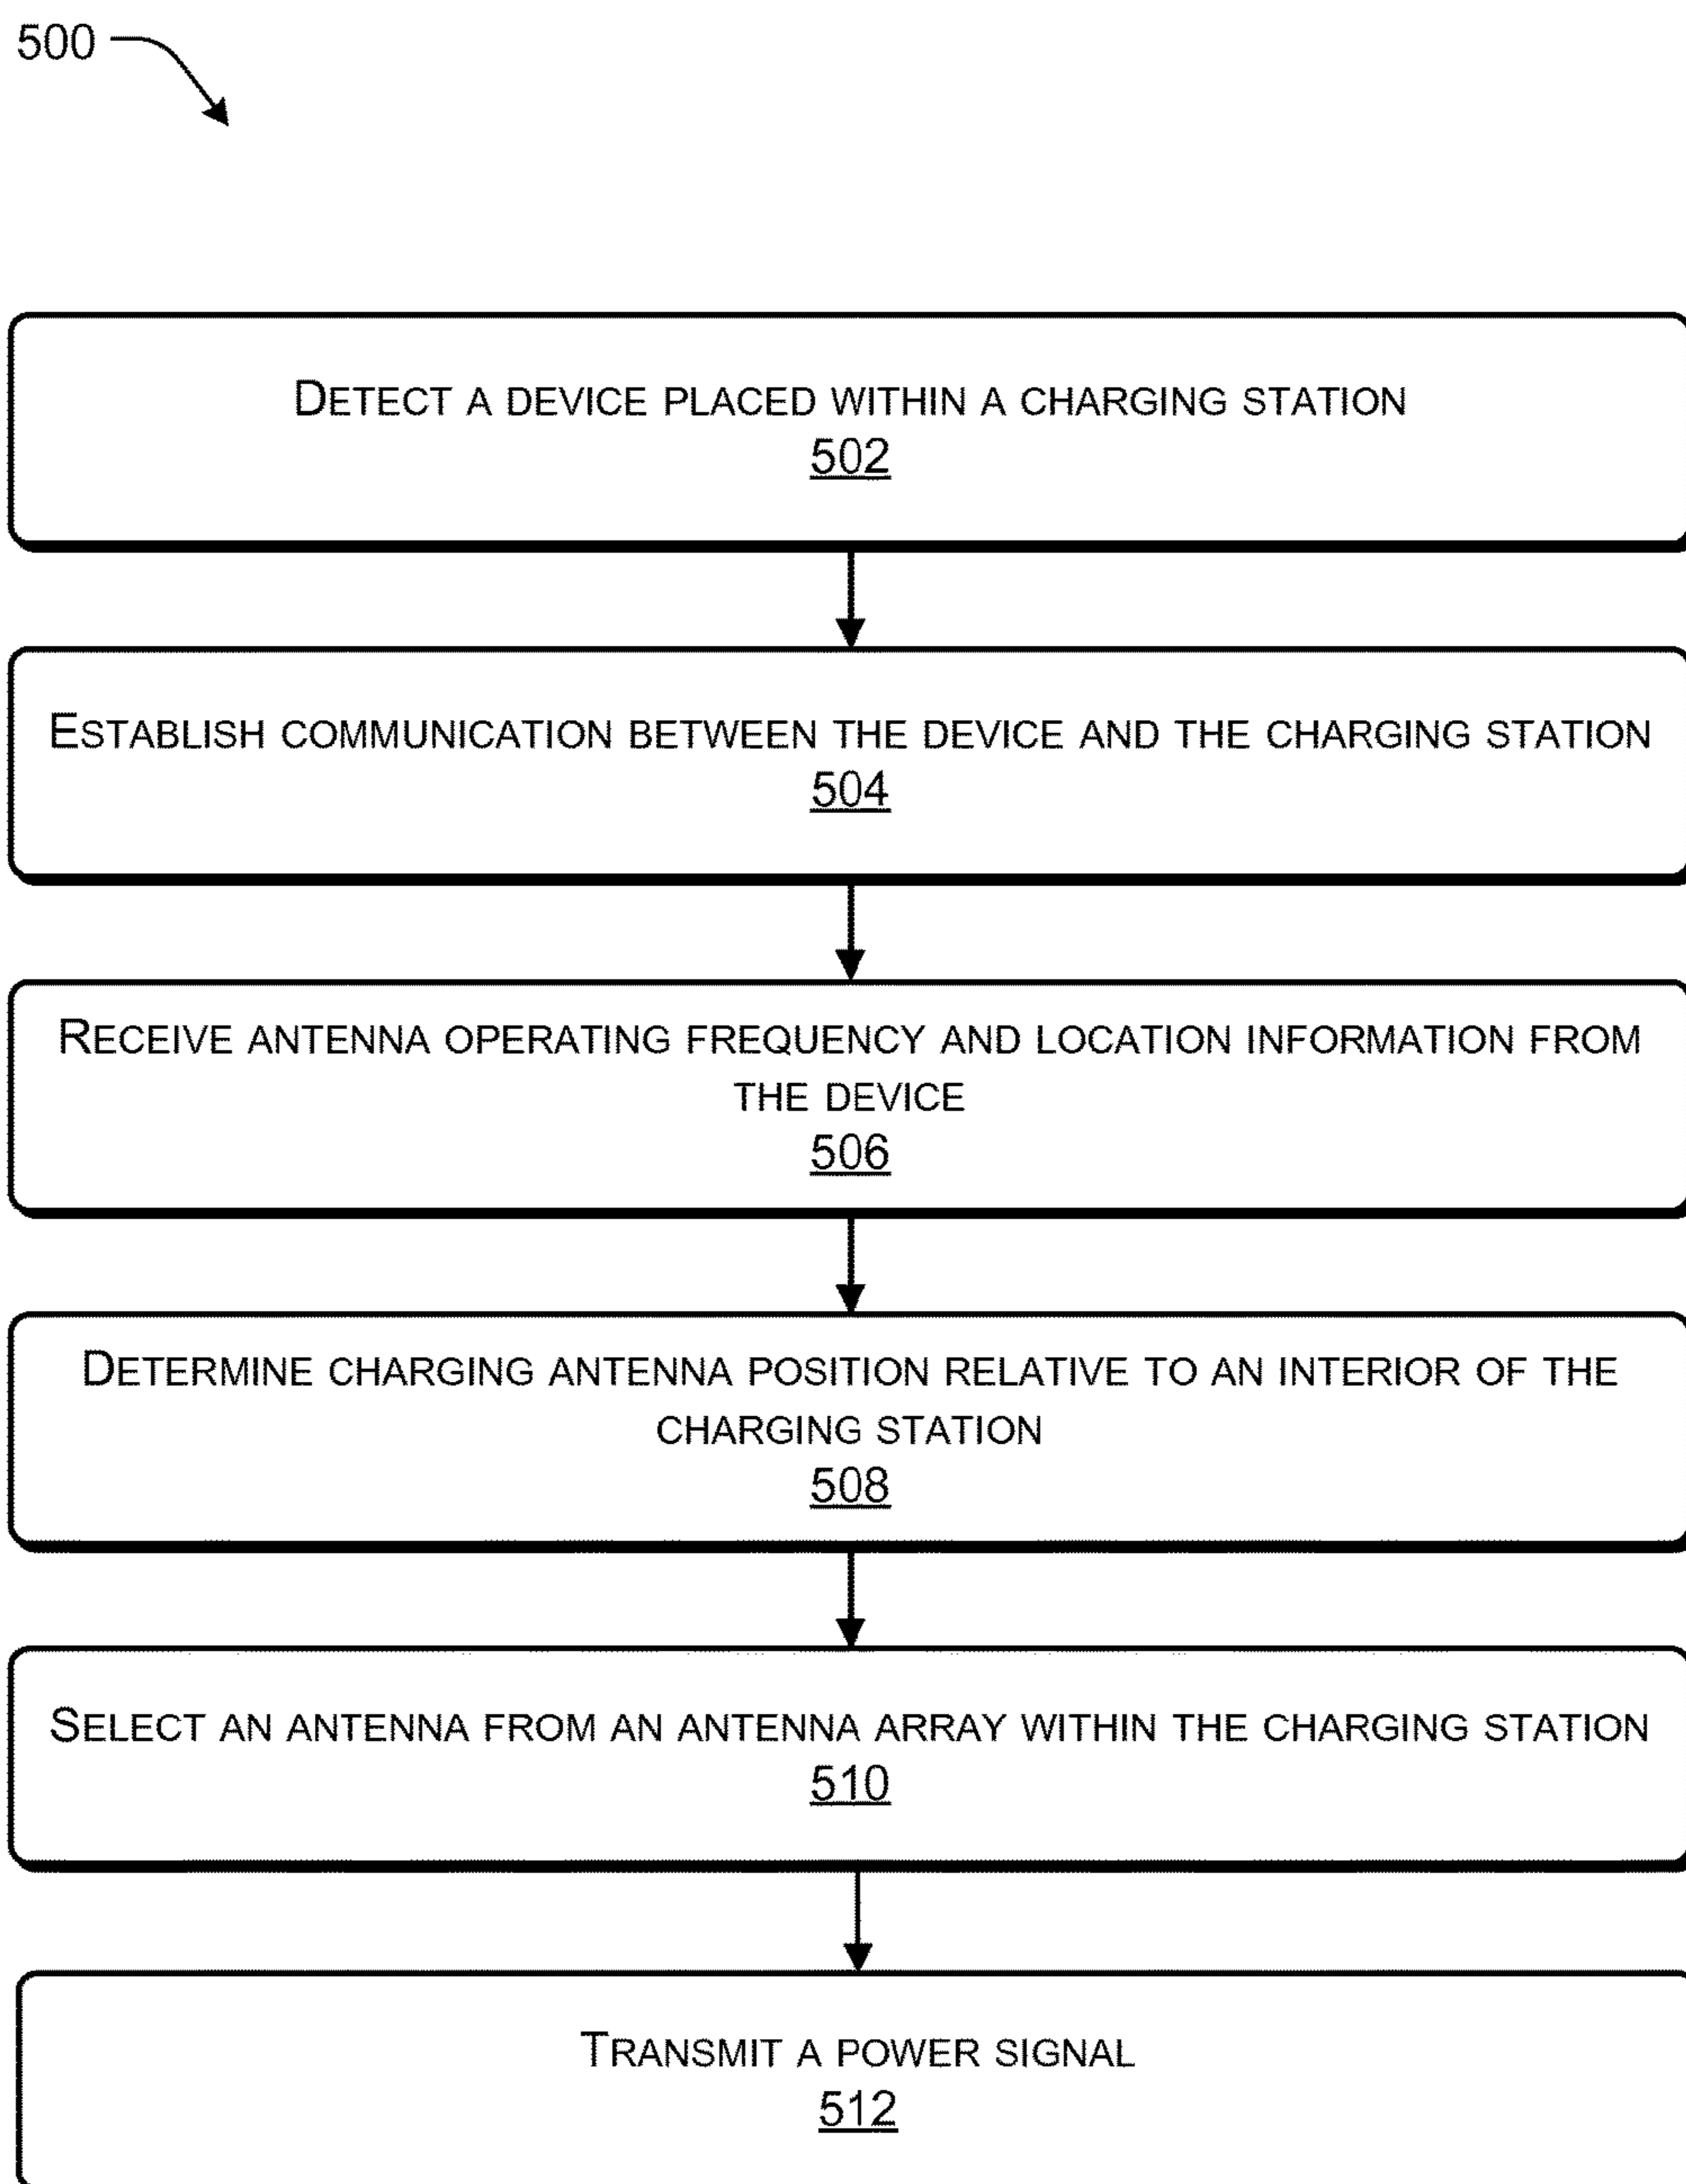 500
DETECT A DEVICE PLACED WITHIN A CHARGING STATION
502
ESTABLISH COMMUNICATION BETWEEN THE DEVICE AND THE CHARGING STATION
504
RECEIVE ANTENNA OPERATING FREQUENCY AND LOCATION INFORMATION FROM
THE DEVICE
506
DETERMINE CHARGING ANTENNA POSITION RELATIVE TO AN INTERIOR OF THE
CHARGING STATION
508
SELECT AN ANTENNA FROM AN ANTENNA ARRAY WITHIN THE CHARGING STATION
510
TRANSMIT A POWER SIGNAL
512